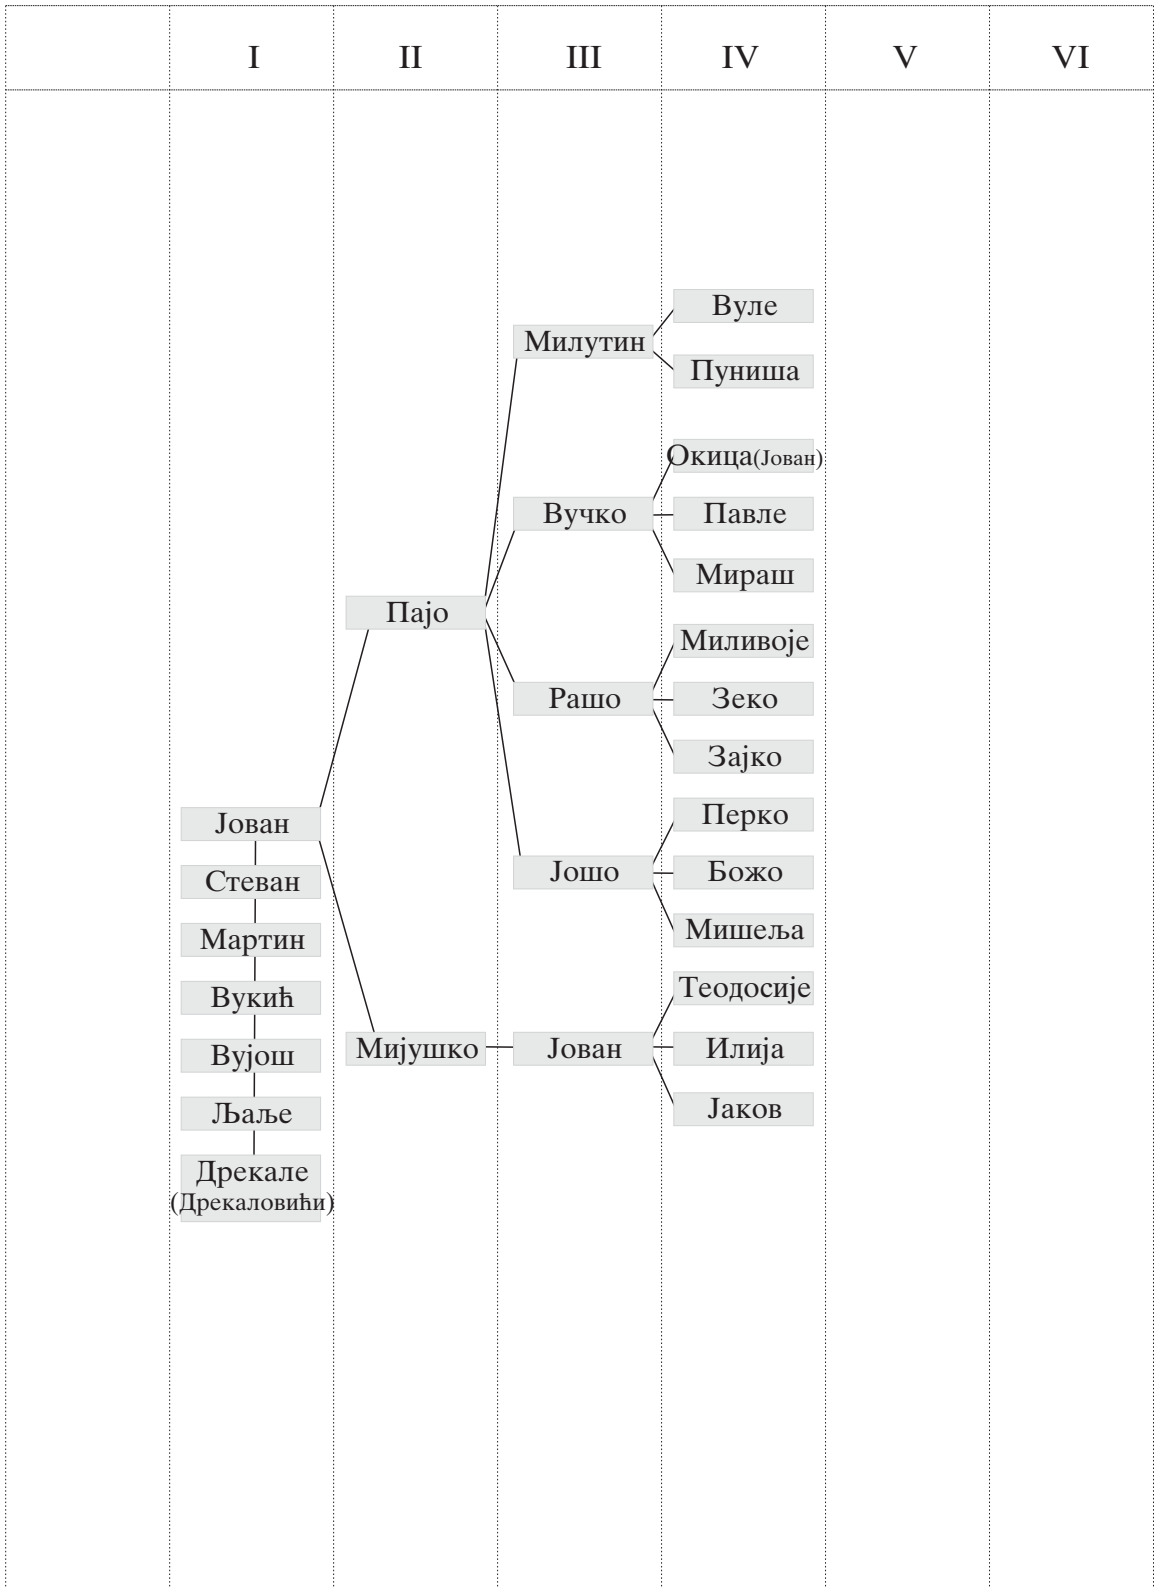 I II III IV V VI
Вуле
Милутин
Пуниша
Окица(Јован)
Вучко
Павле
Мираш
Пајо
Миливоје
Рашо
Зеко
Зајко
Перко
Јован
Јошо
Божо
Стеван
Мишеља
Мартин
Теодосије
Вукић
Мијушко
Јован
Илија
Вујош
Јаков
Љаље
Дрекале
(Дрекаловићи)